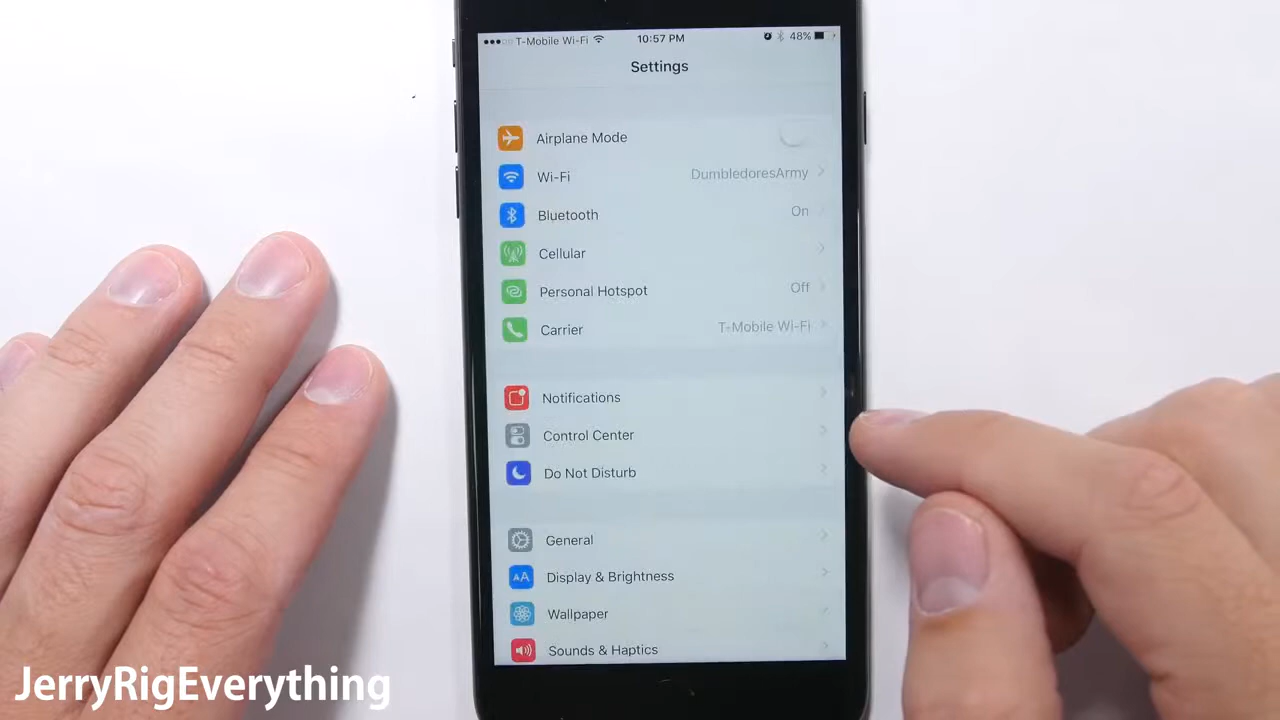 T-Mobile Wi-Fi 10:57 PM 48%
Settings
Airplane Mode
Wi-Fi DumbledoresArmy
Bluetooth On
Cellular
Personal Hotspot Off
Carrier T-Mobile Wi-Fi
Notifications
Control Center
Do Not Disturb
General
AA Display & Brightness
Wallpaper
Sounds & Haptics
JerryRigEverything